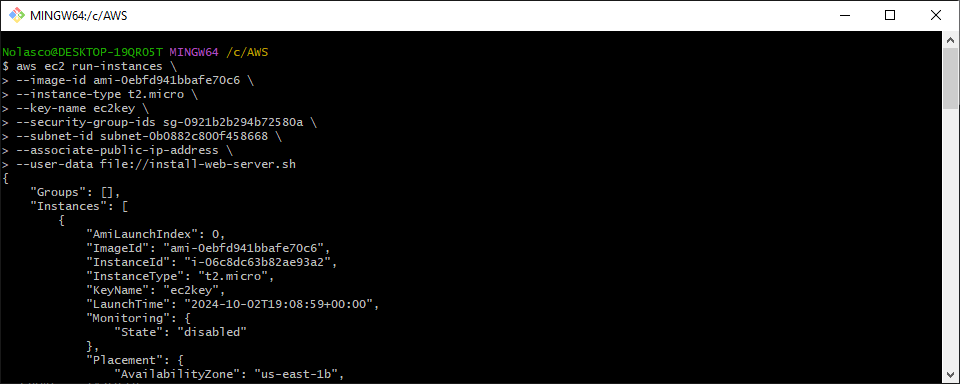 MINGW64:/c/AWS
Nolasco@DESKTOP-19QRO5T MINGW64 /c/AWS
$ aws ec2 run-instances \
> --image-id ami-0ebfd941bbafe70c6 \
> --instance-type t2.micro \
> --key-name ec2key \
> --security-group-ids sg-0921b2b294b72580a \
> --subnet-id subnet-0b0882c800f458668 \
> --associate-public-ip-address \
> --user-data file://install-web-server.sh
{
    "Groups": [],
    "Instances": [
        {
            "AmiLaunchIndex": 0,
            "ImageId": "ami-0ebfd941bbafe70c6",
            "InstanceId": "i-06c8dc63b82ae93a2",
            "InstanceType": "t2.micro",
            "KeyName": "ec2key",
            "LaunchTime": "2024-10-02T19:08:59+00:00",
            "Monitoring": {
                "State": "disabled"
            },
            "Placement": {
                "AvailabilityZone": "us-east-1b",